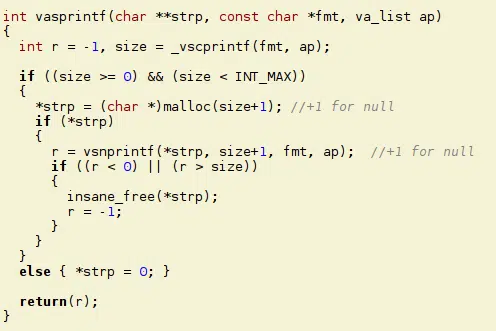 int vasprintf(char **strp, const char *fmt, va_list ap)
{
  int r = -1, size = _vscprintf(fmt, ap);

  if ((size >= 0) && (size < INT_MAX))
  {
    *strp = (char *)malloc(size+1); //+1 for null
    if (*strp)
    {
      r = vsnprintf(*strp, size+1, fmt, ap);  //+1 for null
      if ((r < 0) || (r > size))
      {
        insane_free(*strp);
        r = -1;
      }
    }
  }
  else { *strp = 0; }

  return(r);
}